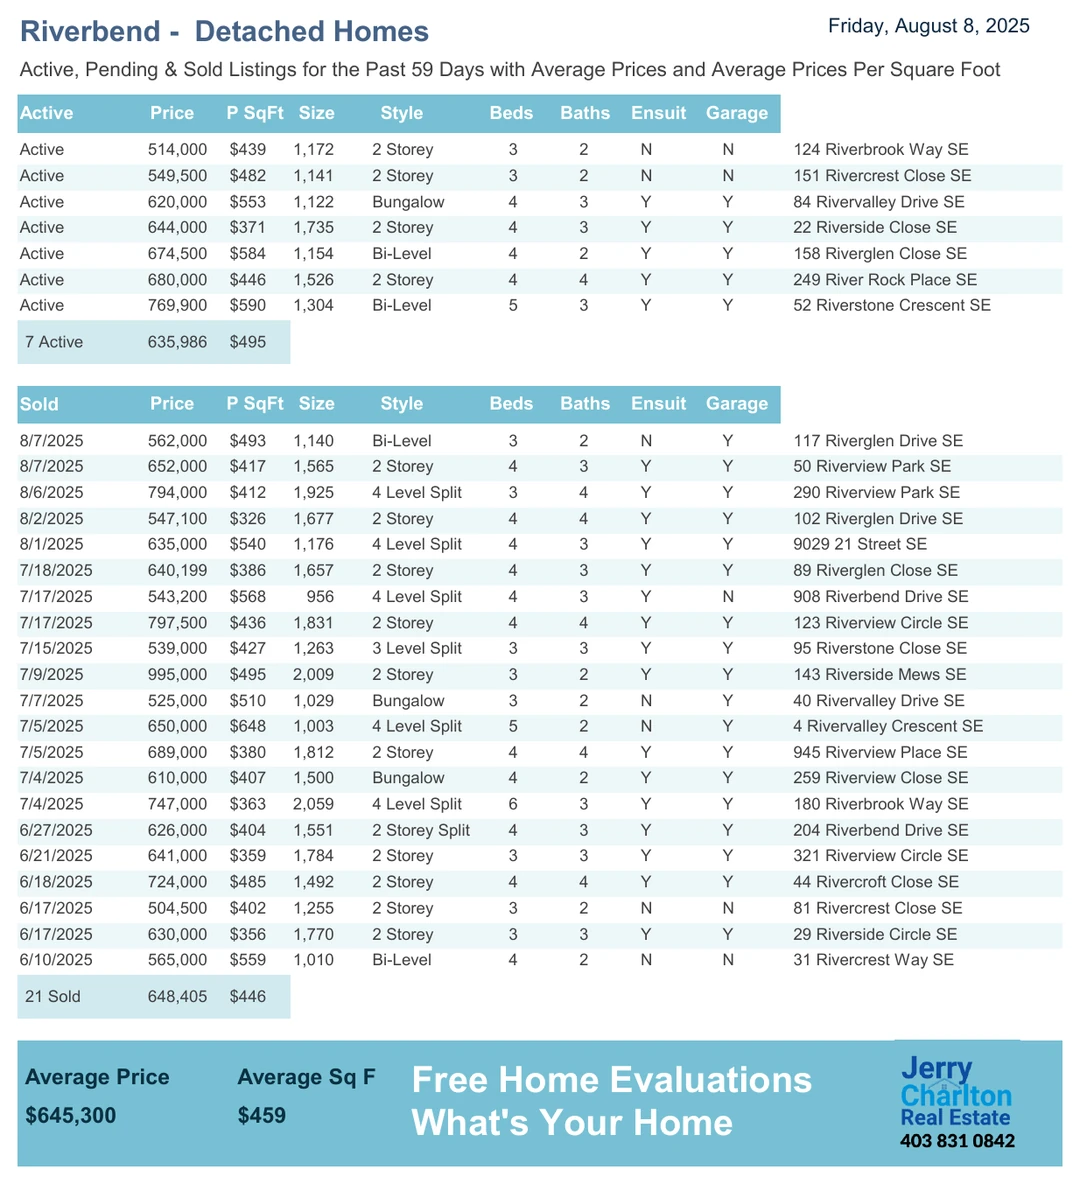 Riverbend - Detached Homes
Friday, August 8, 2025
Active, Pending & Sold Listings for the Past 59 Days with Average Prices and Average Prices Per Square Foot
Active Price P SqFt Size Style Beds Baths Ensuit Garage
Active 514,000 $439 1,172 2 Storey 3 2 N N 124 Riverbrook Way SE
Active 549,500 $482 1,141 2 Storey 3 2 N N 151 Rivercrest Close SE
Active 620,000 $553 1,122 Bungalow 4 3 Y Y 84 Rivervalley Drive SE
Active 644,000 $371 1,735 2 Storey 4 3 Y Y 22 Riverside Close SE
Active 674,500 $584 1,154 Bi-Level 4 2 Y Y 158 Riverglen Close SE
Active 680,000 $446 1,526 2 Storey 4 4 Y Y 249 River Rock Place SE
Active 769,900 $590 1,304 Bi-Level 5 3 Y Y 52 Riverstone Crescent SE
7 Active 635,986 $495
Sold Price P SqFt Size Style Beds Baths Ensuit Garage
8/7/2025 562,000 $493 1,140 Bi-Level 3 2 N Y 117 Riverglen Drive SE
8/7/2025 652,000 $417 1,565 2 Storey 4 3 Y Y 50 Riverview Park SE
8/6/2025 794,000 $412 1,925 4 Level Split 3 4 Y Y 290 Riverview Park SE
8/2/2025 547,100 $326 1,677 2 Storey 4 4 Y Y 102 Riverglen Drive SE
8/1/2025 635,000 $540 1,176 4 Level Split 4 3 Y Y 9029 21 Street SE
7/18/2025 640,199 $386 1,657 2 Storey 4 3 Y Y 89 Riverglen Close SE
7/17/2025 543,200 $568 956 4 Level Split 4 3 Y N 908 Riverbend Drive SE
7/17/2025 797,500 $436 1,831 2 Storey 4 4 Y Y 123 Riverview Circle SE
7/15/2025 539,000 $427 1,263 3 Level Split 3 3 Y Y 95 Riverstone Close SE
7/9/2025 995,000 $495 2,009 2 Storey 3 2 Y Y 143 Riverside Mews SE
7/7/2025 525,000 $510 1,029 Bungalow 3 2 N Y 40 Rivervalley Drive SE
7/5/2025 650,000 $648 1,003 4 Level Split 5 2 N Y 4 Rivervalley Crescent SE
7/5/2025 689,000 $380 1,812 2 Storey 4 4 Y Y 945 Riverview Place SE
7/4/2025 610,000 $407 1,500 Bungalow 4 2 Y Y 259 Riverview Close SE
7/4/2025 747,000 $363 2,059 4 Level Split 6 3 Y Y 180 Riverbrook Way SE
6/27/2025 626,000 $404 1,551 2 Storey Split 4 3 Y Y 204 Riverbend Drive SE
6/21/2025 641,000 $359 1,784 2 Storey 3 3 Y Y 321 Riverview Circle SE
6/18/2025 724,000 $485 1,492 2 Storey 4 4 Y Y 44 Rivercroft Close SE
6/17/2025 504,500 $402 1,255 2 Storey 3 2 N N 81 Rivercrest Close SE
6/17/2025 630,000 $356 1,770 2 Storey 3 3 Y Y 29 Riverside Circle SE
6/10/2025 565,000 $559 1,010 Bi-Level 4 2 N N 31 Rivercrest Way SE
21 Sold 648,405 $446
Average Price Average Sq F
$645,300 $459
Free Home Evaluations
What's Your Home
Jerry
Charlton
Real Estate
403 831 0842